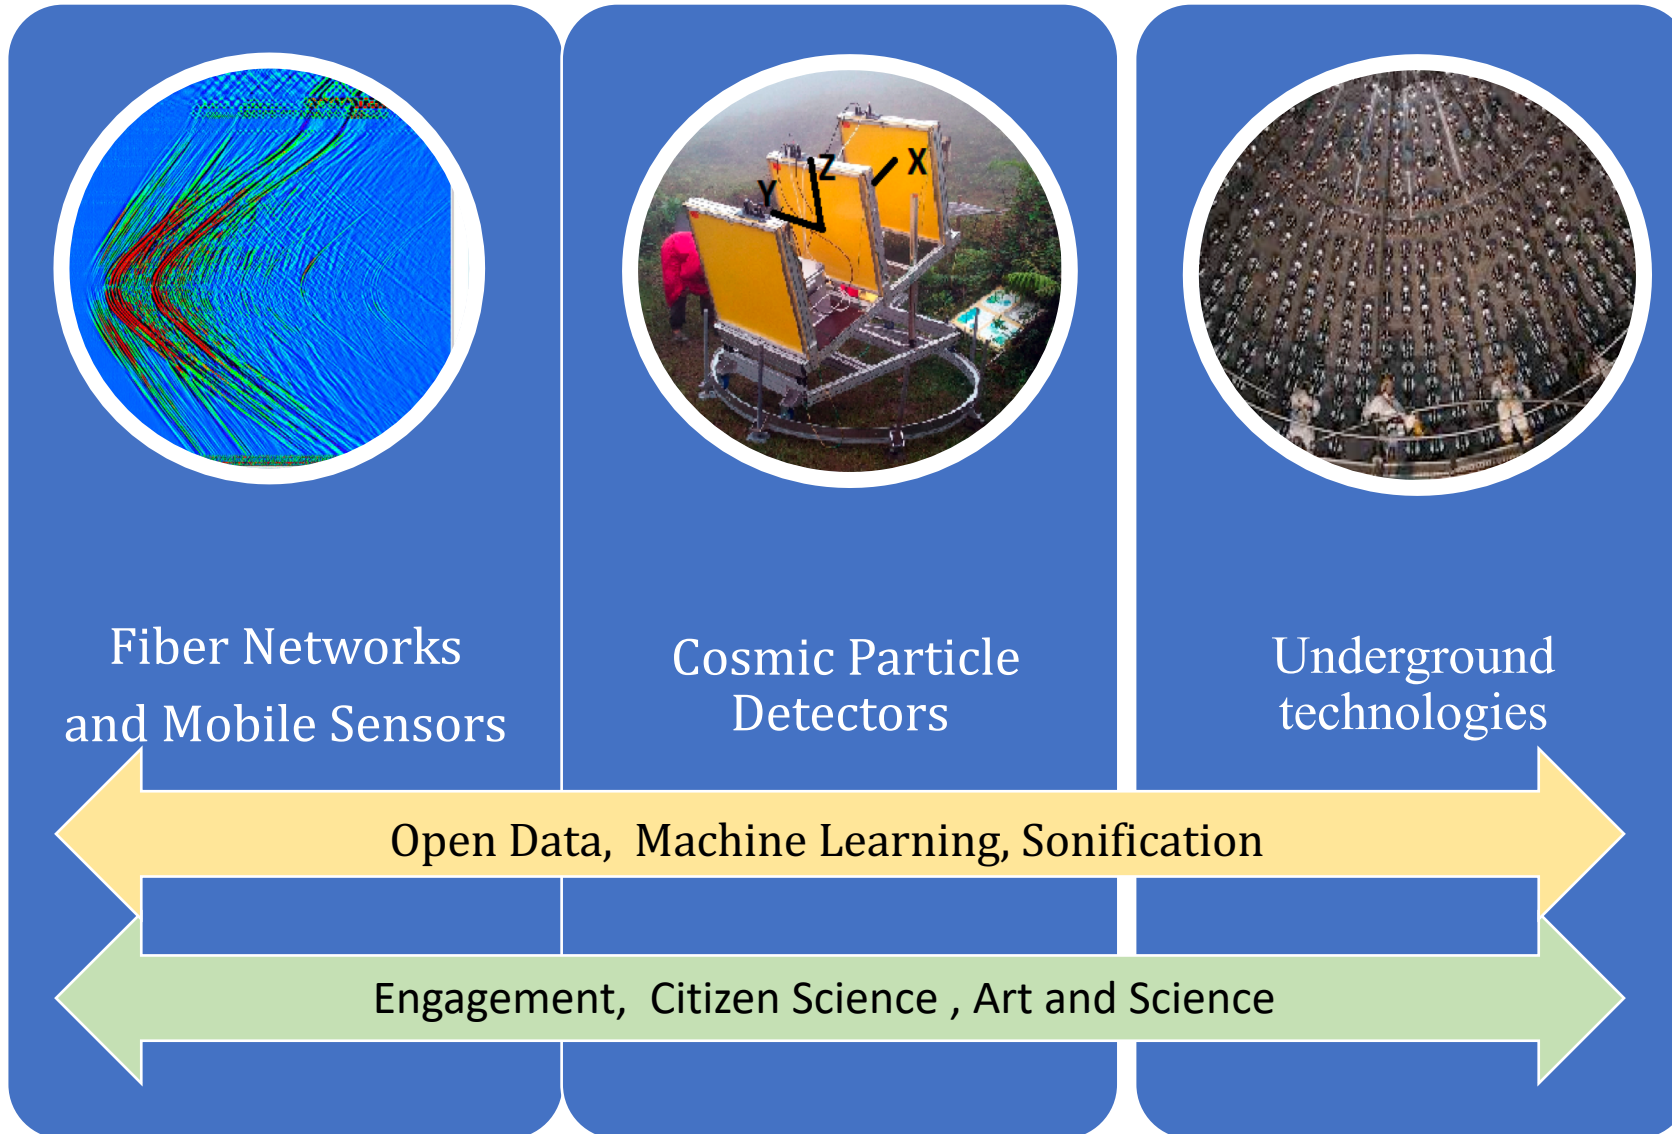 Y
Z
X
Fiber Networks
and Mobile Sensors
Cosmic Particle
Detectors
Underground
technologies
Open Data,  Machine Learning, Sonification
Engagement,  Citizen Science , Art and Science